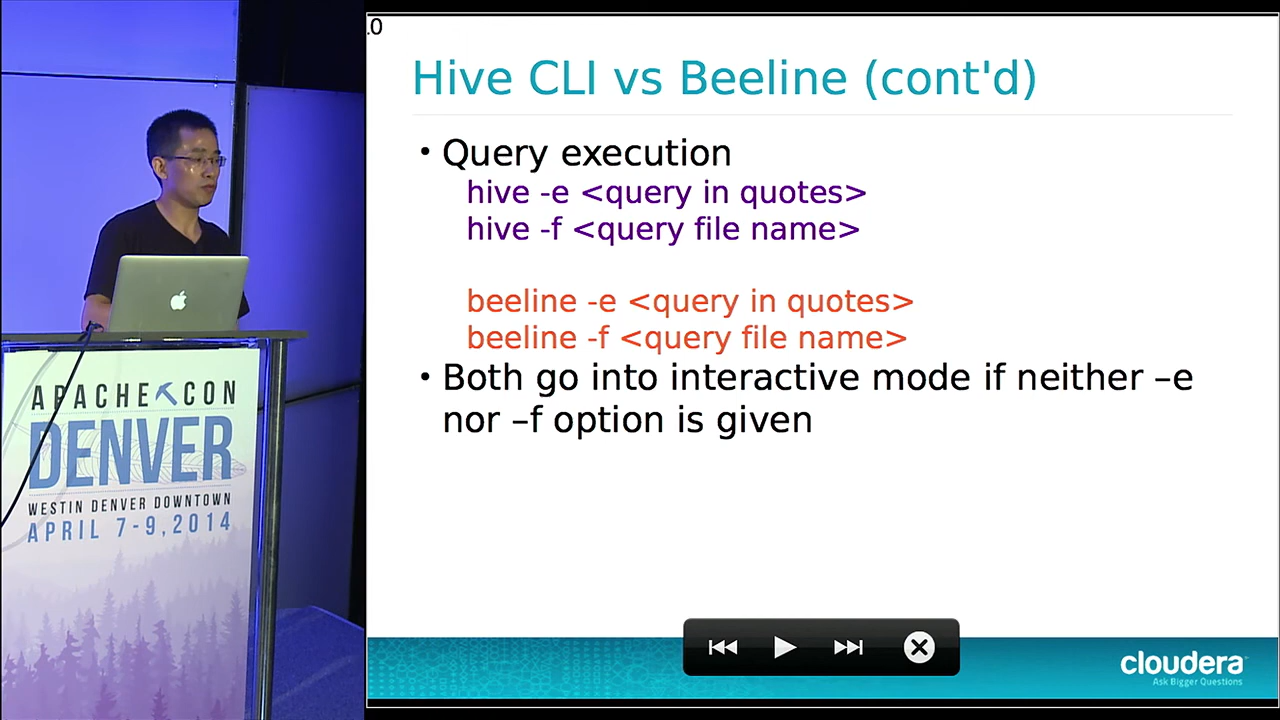 .0
Hive CLI vs Beeline (cont'd)
• Query execution
hive -e <query in quotes>
hive -f <query file name>
beeline -e <query in quotes>
beeline -f <query file name>
• Both go into interactive mode if neither –e
nor –f option is given
cloudera
Ask Bigger Questions
APACHE CON
DENVER
WESTIN DENVER DOWNTOWN
APRIL 7-9, 2014